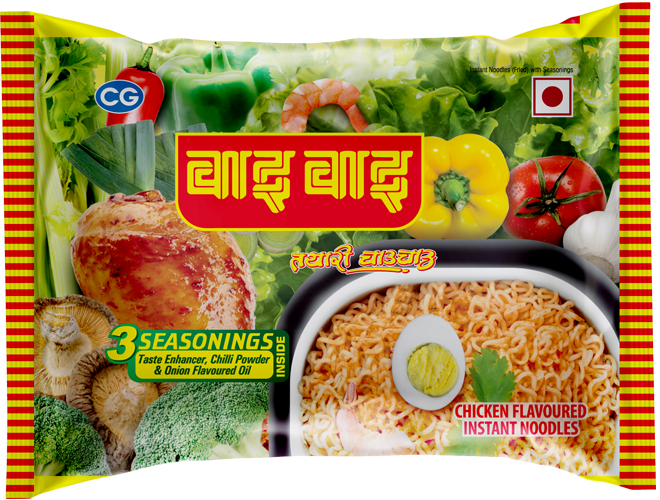 CG
Instant Noodles (Fried) with Seasonings
वाइ वाइ
तयारी चाउचाउ
3 SEASONINGS INSIDE
Taste Enhancer, Chilli Powder
& Onion Flavoured Oil
CHICKEN FLAVOURED
INSTANT NOODLES